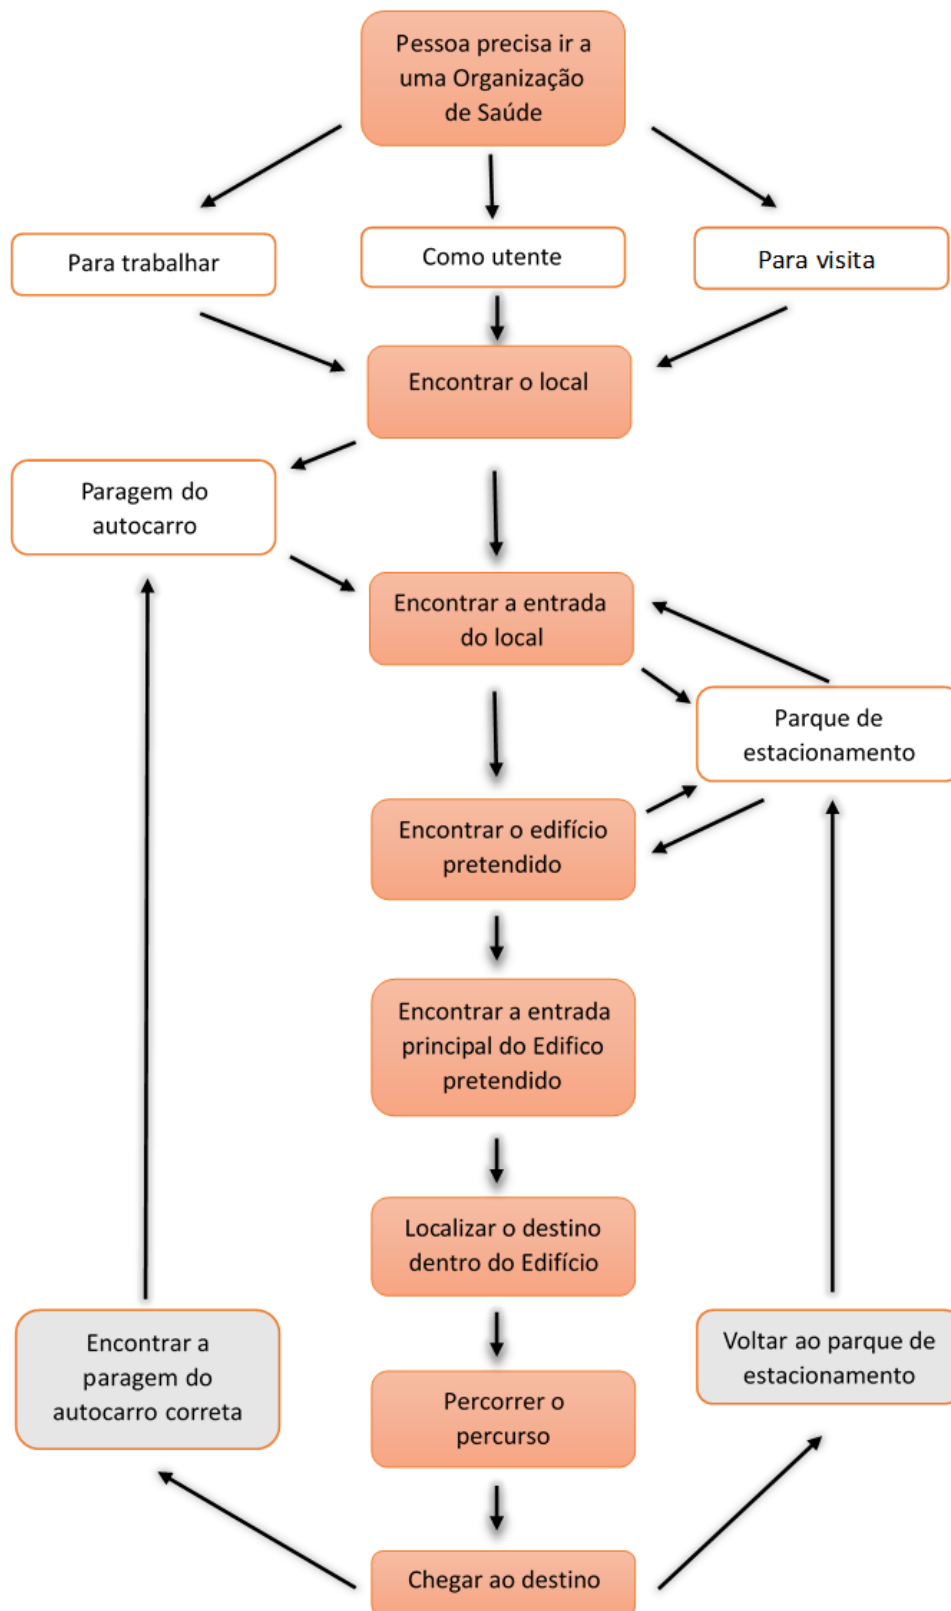 Pessoa precisa ir a
uma Organização
de Saúde
Para trabalhar
Como utente
Para visita
Encontrar o local
Paragem do
autocarro
Encontrar a entrada
do local
Parque de
estacionamento
Encontrar o edifício
pretendido
Encontrar a entrada
principal do Edifico
pretendido
Localizar o destino
dentro do Edifício
Encontrar a
paragem do
autocarro correta
Voltar ao parque de
estacionamento
Percorrer o
percurso
Chegar ao destino